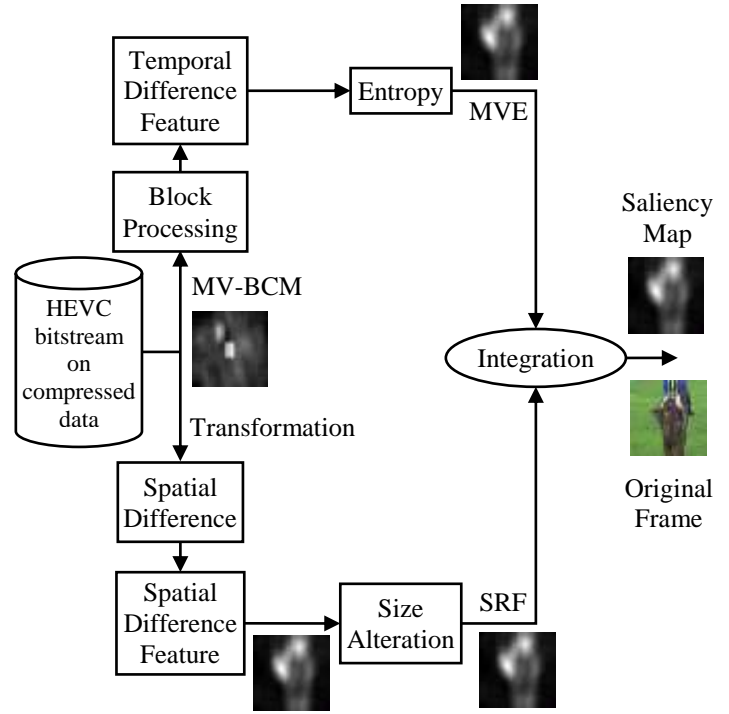 Temporal
Difference
Feature
Entropy
MVE
Block
Processing
MV-BCM
HEVC
bitstream
on
compressed
data
Transformation
Spatial
Difference
Spatial
Difference
Feature
Size
Alteration
SRF
Integration
Saliency
Map
Original
Frame